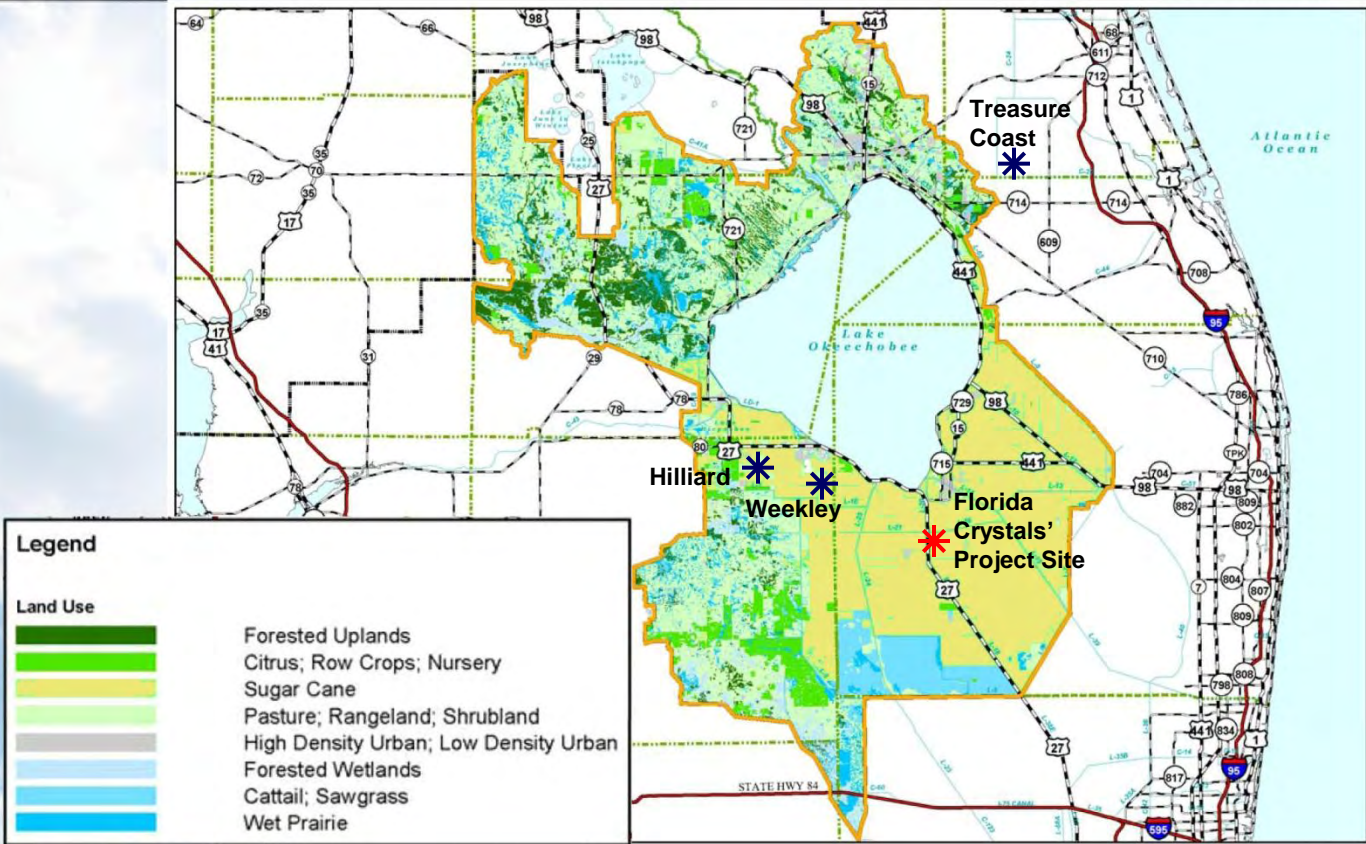 64
66
98
98
441
68
611
712
1
15
98
721
Treasure
Coast
Atlantic
Ocean
35
70
72
35
25
27
17
721
714
714
1
609
708
441
35
17
41
31
29
78
78
Lake
Okeechobee
95
710
786
729
98
15
80
27
715
441
TPK
704
704
98
98
882
809
802
Hilliard
Weekley
Florida
Crystals’
Project Site
78
27
7
804
807
809
808
798
441
834
1
27
817
95
STATE HWY 84
595
Legend
Land Use
Forested Uplands
Citrus; Row Crops; Nursery
Sugar Cane
Pasture; Rangeland; Shrubland
High Density Urban; Low Density Urban
Forested Wetlands
Cattail; Sawgrass
Wet Prairie